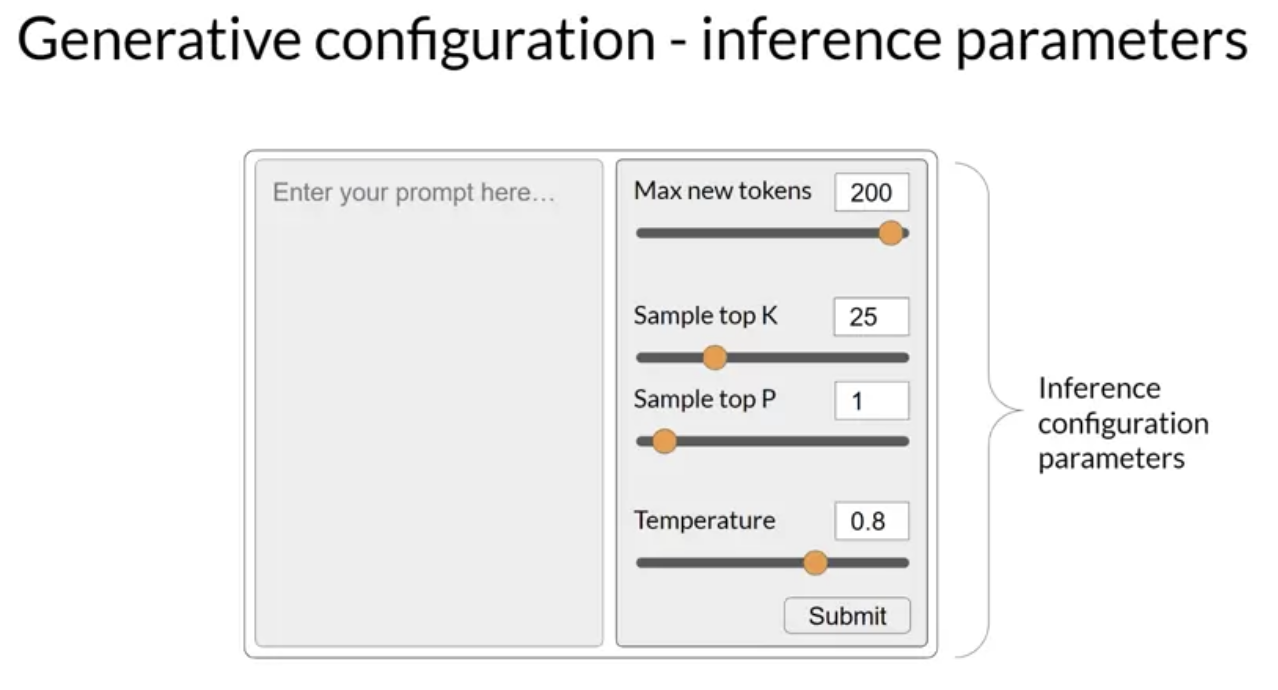 Generative configuration - inference parameters
Enter your prompt here…
Max new tokens 200
Sample top K 25
Sample top P 1
Temperature 0.8
Submit
Inference
configuration
parameters